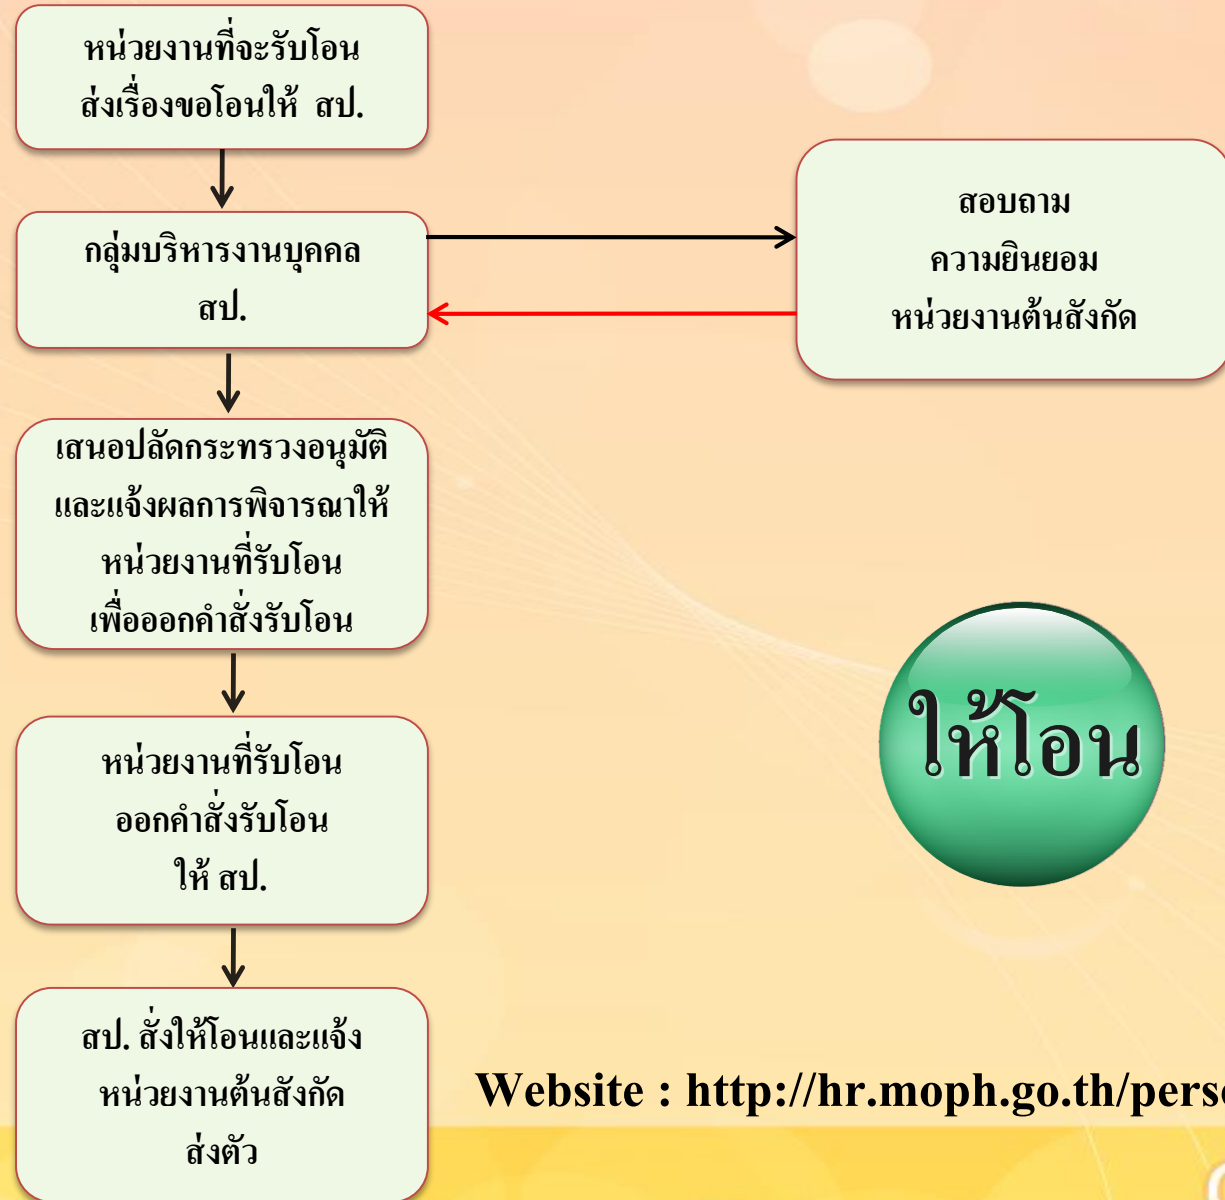 หน่วยงานที่จะรับโอน
ส่งเรื่องขอโอนให้ สป.
กลุ่มบริหารงานบุคคล
สป.
สอบถาม
ความยินยอม
หน่วยงานต้นสังกัด
เสนอปลัดกระทรวงอนุมัติ
และแจ้งผลการพิจารณาให้
หน่วยงานที่รับโอน
เพื่อออกคำสั่งรับโอน
หน่วยงานที่รับโอน
ออกคำสั่งรับโอน
ให้ สป.
ให้โอน
สป. สั่งให้โอนและแจ้ง
หน่วยงานต้นสังกัด
ส่งตัว
Website : http://hr.moph.go.th/pers